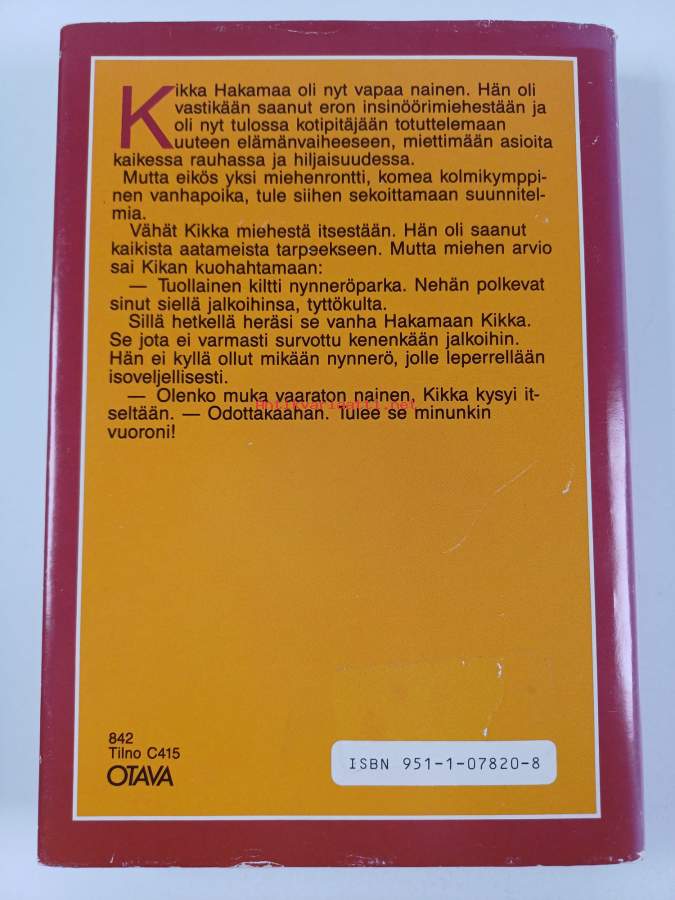 Kikka Hakamaa oli nyt vapaa nainen. Hän oli
vastikään saanut eron insinöörimiehestään ja
oli nyt tulossa kotipitäjään totuttelemaan
uuteen elämänvaiheeseen, miettimään asioita
kaikessa rauhassa ja hiljaisuudessa.
Mutta eikös yksi miehenrontti, komea kolmikymppi-
nen vanhapoika, tule siihen sekoittamaan suunnitel-
mia.
Vähät Kikka miehestä itsestään. Hän oli saanut
kaikista aatameista tarpeekseen. Mutta miehen arvio
sai Kikan kuohahtamaan:
— Tuollainen kiltti nynneröparka. Nehän polkevat
sinut siellä jalkoihinsa, tyttökulta.
Sillä hetkellä heräsi se vanha Hakamaan Kikka.
Se jota ei varmasti survottu kenenkään jalkoihin.
Hän ei kyllä ollut mikään nynnerö, jolle leperrellään
isoveljellisesti.
— Olenko muka vaaraton nainen, Kikka kysyi it-
seltään. — Odottakaahan. Tulee se minunkin
vuoroni!
Antikvariaatti.net
842
Tilno C415
OTAVA
ISBN 951-1-07820-8